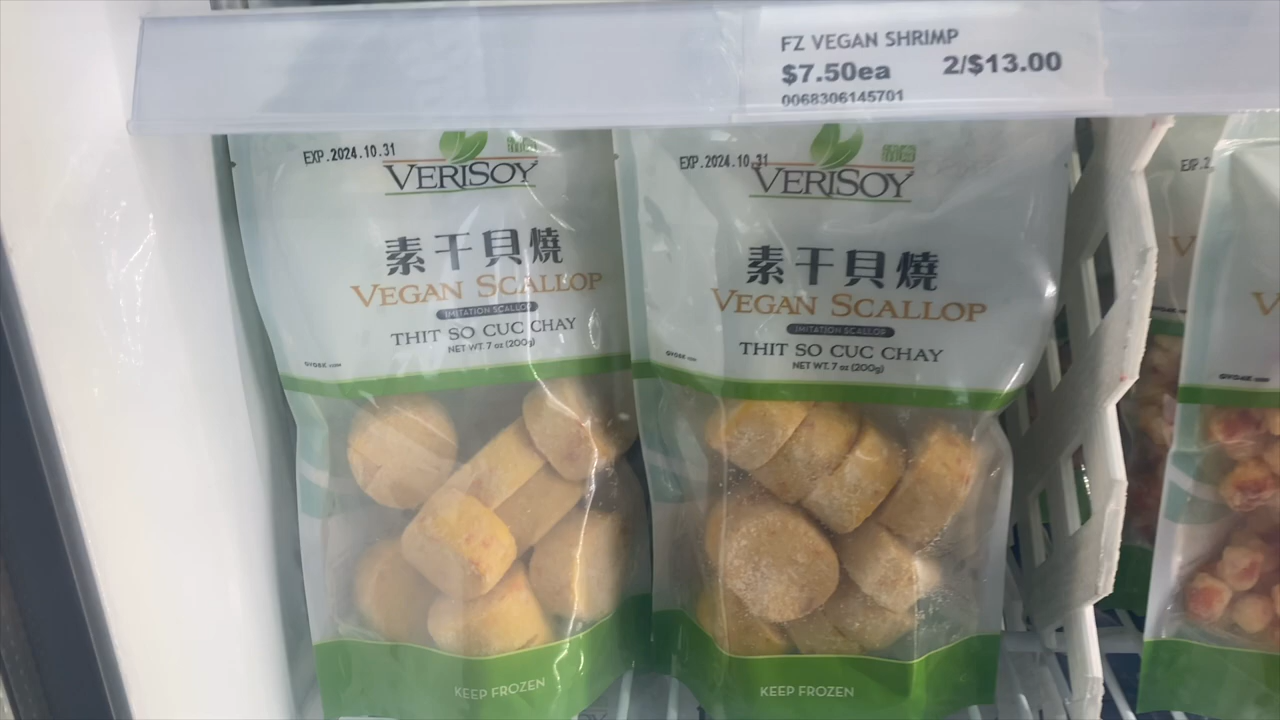 FZ VEGAN SHRIMP
$7.50ea 2/$13.00
0068306145701
EXP.2024.10.31
VERISOY
素干貝燒
VEGAN SCALLOP
IMITATION SCALLOP
THIT SO CUC CHAY
NET WT. 7 oz (200g)
KEEP FROZEN
EXP.2024.10.31
VERISOY
素干貝燒
VEGAN SCALLOP
IMITATION SCALLOP
THIT SO CUC CHAY
NET WT. 7 oz (200g)
KEEP FROZEN
EXP.2
V
V